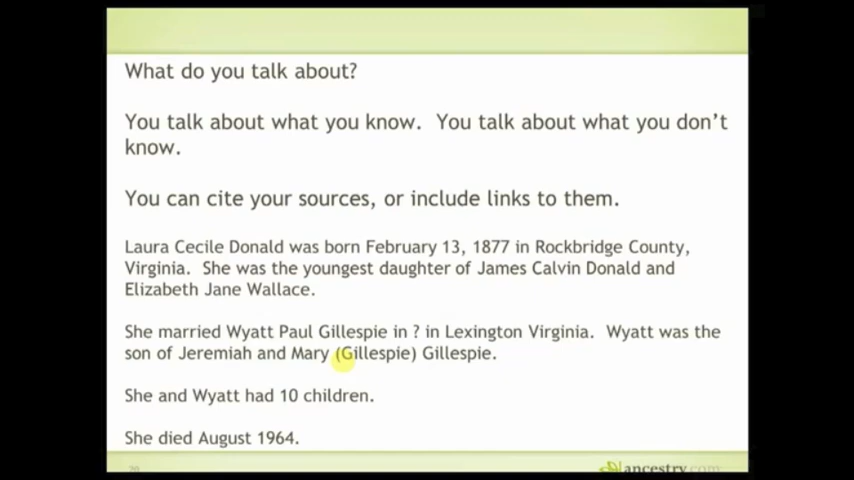 What do you talk about?
You talk about what you know. You talk about what you don't
know.
You can cite your sources, or include links to them.
Laura Cecile Donald was born February 13, 1877 in Rockbridge County,
Virginia. She was the youngest daughter of James Calvin Donald and
Elizabeth Jane Wallace.
She married Wyatt Paul Gillespie in ? in Lexington Virginia. Wyatt was the
son of Jeremiah and Mary (Gillespie) Gillespie.
She and Wyatt had 10 children.
She died August 1964.
20
ancestry.com